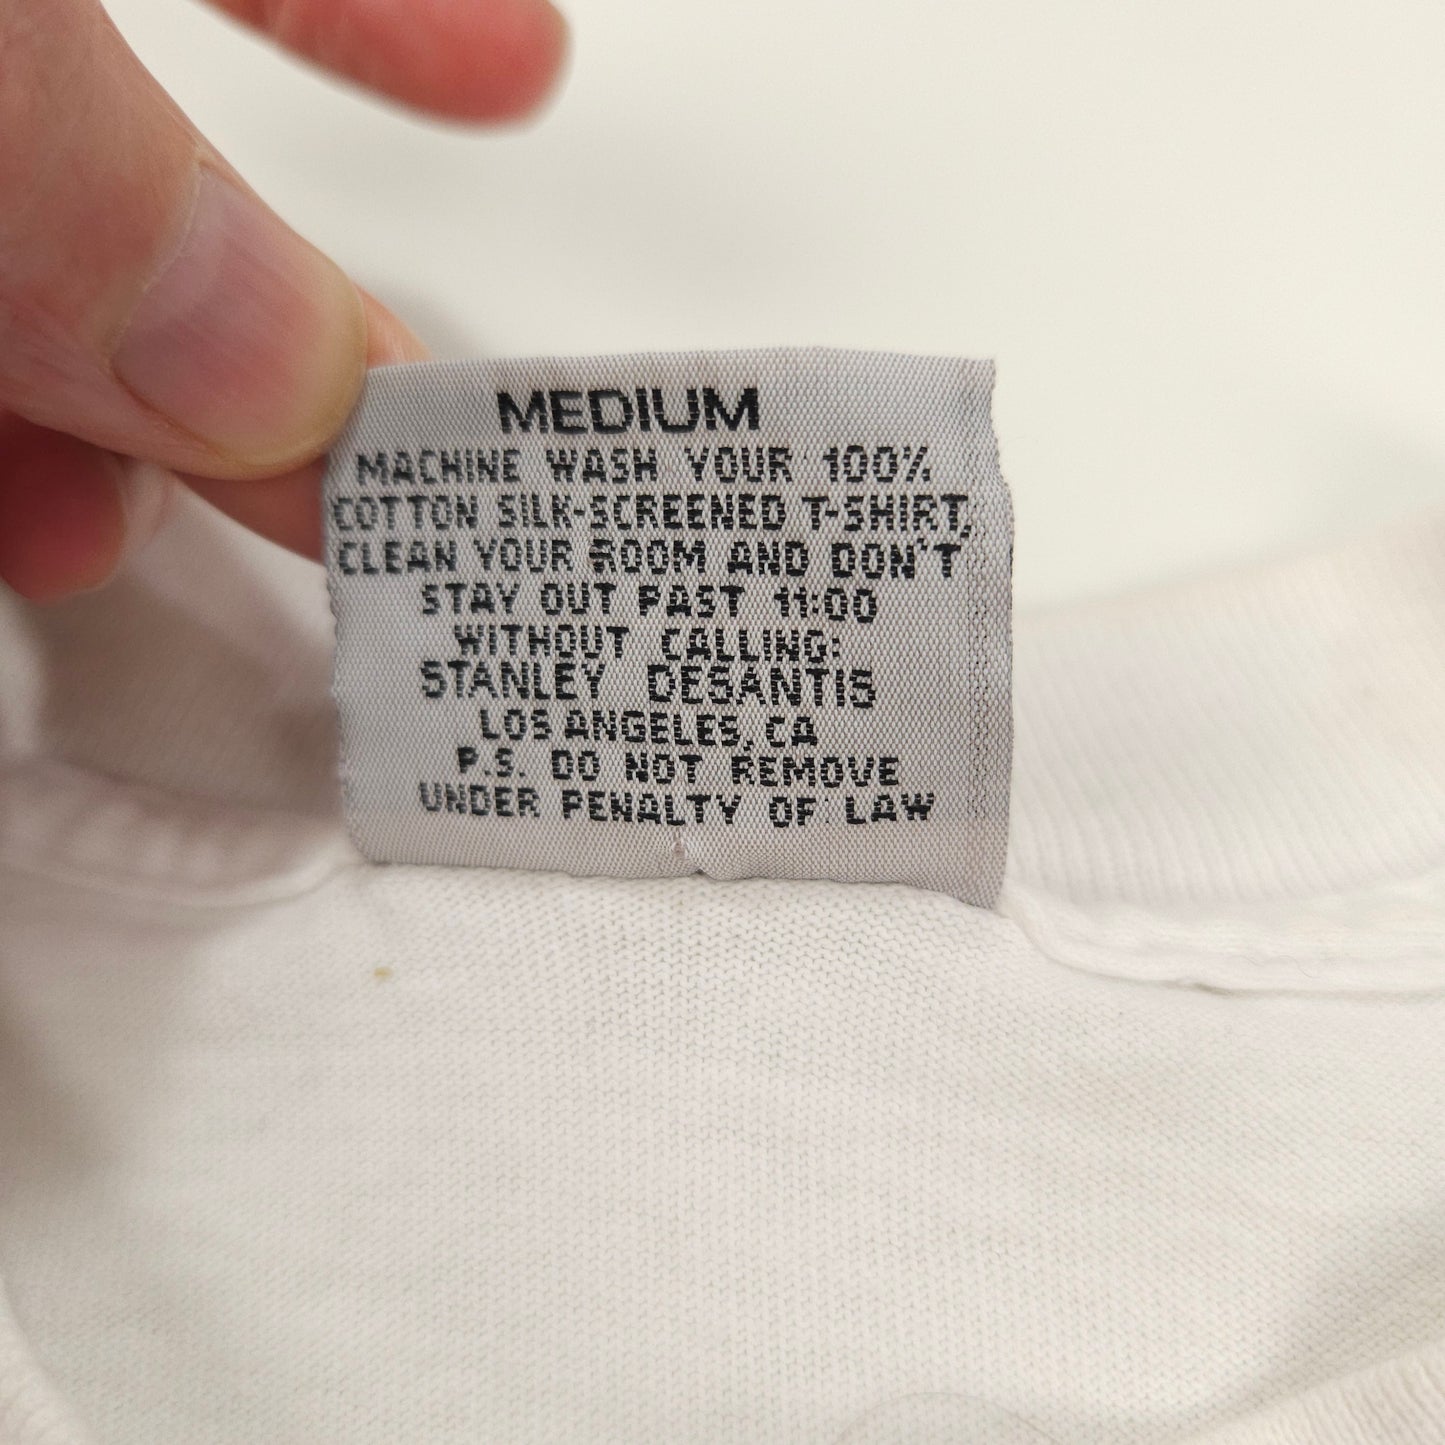 MEDIUM
MACHINE WASH YOUR 100%
COTTON SILK-SCREENED T-SHIRT,
CLEAN YOUR ROOM AND DON'T
STAY OUT PAST 11:00
WITHOUT CALLING:
STANLEY DESANTIS
LOS ANGELES, CA
P.S. DO NOT REMOVE
UNDER PENALTY OF LAW